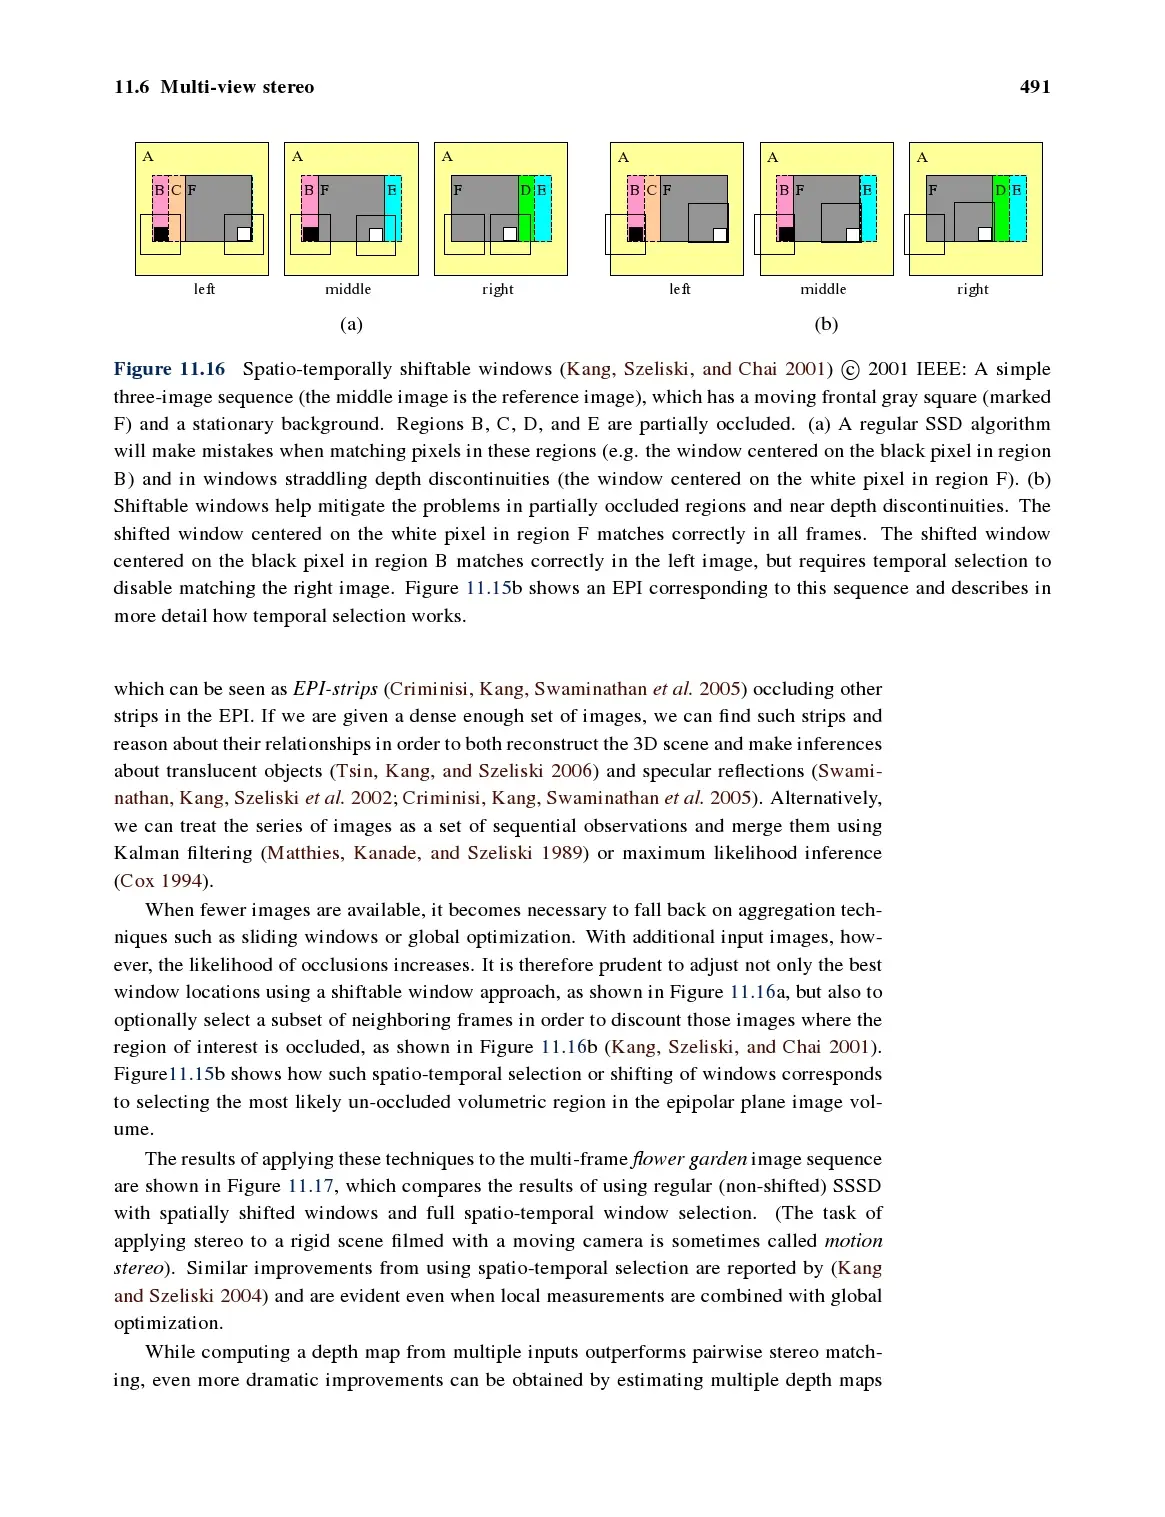 11.6 Multi-view stereo 491
A A A A A A
B C F B F E F D E B C F B F E F D E
left middle right left middle right
(a) (b)
Figure 11.16 Spatio-temporally shiftable windows (Kang, Szeliski, and Chai 2001) © 2001 IEEE: A simple
three-image sequence (the middle image is the reference image), which has a moving frontal gray square (marked
F) and a stationary background. Regions B, C, D, and E are partially occluded. (a) A regular SSD algorithm
will make mistakes when matching pixels in these regions (e.g. the window centered on the black pixel in region
B) and in windows straddling depth discontinuities (the window centered on the white pixel in region F). (b)
Shiftable windows help mitigate the problems in partially occluded regions and near depth discontinuities. The
shifted window centered on the white pixel in region F matches correctly in all frames. The shifted window
centered on the black pixel in region B matches correctly in the left image, but requires temporal selection to
disable matching the right image. Figure 11.15b shows an EPI corresponding to this sequence and describes in
more detail how temporal selection works.
which can be seen as EPI-strips (Criminisi, Kang, Swaminathan et al. 2005) occluding other
strips in the EPI. If we are given a dense enough set of images, we can find such strips and
reason about their relationships in order to both reconstruct the 3D scene and make inferences
about translucent objects (Tsin, Kang, and Szeliski 2006) and specular reflections (Swami-
nathan, Kang, Szeliski et al. 2002; Criminisi, Kang, Swaminathan et al. 2005). Alternatively,
we can treat the series of images as a set of sequential observations and merge them using
Kalman filtering (Matthies, Kanade, and Szeliski 1989) or maximum likelihood inference
(Cox 1994).
When fewer images are available, it becomes necessary to fall back on aggregation tech-
niques such as sliding windows or global optimization. With additional input images, how-
ever, the likelihood of occlusions increases. It is therefore prudent to adjust not only the best
window locations using a shiftable window approach, as shown in Figure 11.16a, but also to
optionally select a subset of neighboring frames in order to discount those images where the
region of interest is occluded, as shown in Figure 11.16b (Kang, Szeliski, and Chai 2001).
Figure11.15b shows how such spatio-temporal selection or shifting of windows corresponds
to selecting the most likely un-occluded volumetric region in the epipolar plane image vol-
ume.
The results of applying these techniques to the multi-frame flower garden image sequence
are shown in Figure 11.17, which compares the results of using regular (non-shifted) SSSD
with spatially shifted windows and full spatio-temporal window selection. (The task of
applying stereo to a rigid scene filmed with a moving camera is sometimes called motion
stereo). Similar improvements from using spatio-temporal selection are reported by (Kang
and Szeliski 2004) and are evident even when local measurements are combined with global
optimization.
While computing a depth map from multiple inputs outperforms pairwise stereo match-
ing, even more dramatic improvements can be obtained by estimating multiple depth maps